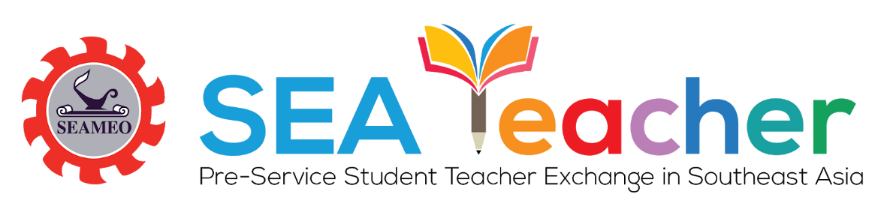 SEAMEO
SEA Teacher
Pre-Service Student Teacher Exchange in Southeast Asia